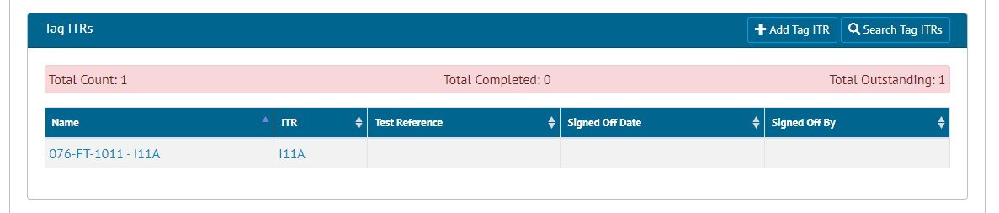 Tag ITRs Add Tag ITR Search Tag ITRs
Total Count: 1 Total Completed: 0 Total Outstanding: 1
Name ITR Test Reference Signed Off Date Signed Off By
076-FT-1011 - I11A I11A